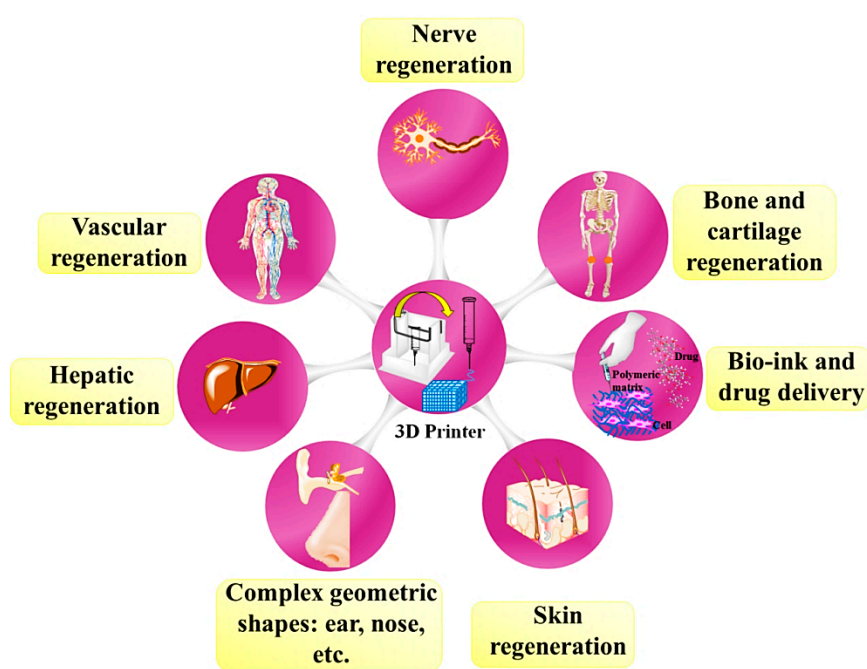 Nerve
regeneration
Vascular
regeneration
Bone and
cartilage
regeneration
Hepatic
regeneration
Drug
Polymeric
matrix
Cell
Bio-ink and
drug delivery
3D Printer
Complex geometric
shapes: ear, nose,
etc.
Skin
regeneration